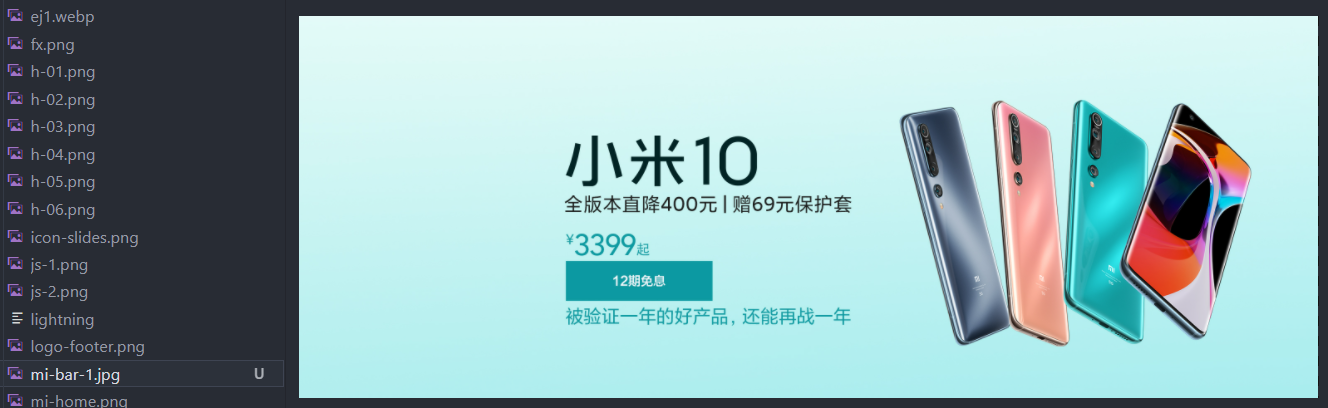 ej1.webp
fx.png
h-01.png
h-02.png
h-03.png
h-04.png
h-05.png
h-06.png
icon-slides.png
js-1.png
js-2.png
lightning
logo-footer.png
mi-bar-1.jpg U
mi-home.png
小米10
全版本直降400元 | 赠69元保护套
¥3399起
12期免息
被验证一年的好产品, 还能再战一年